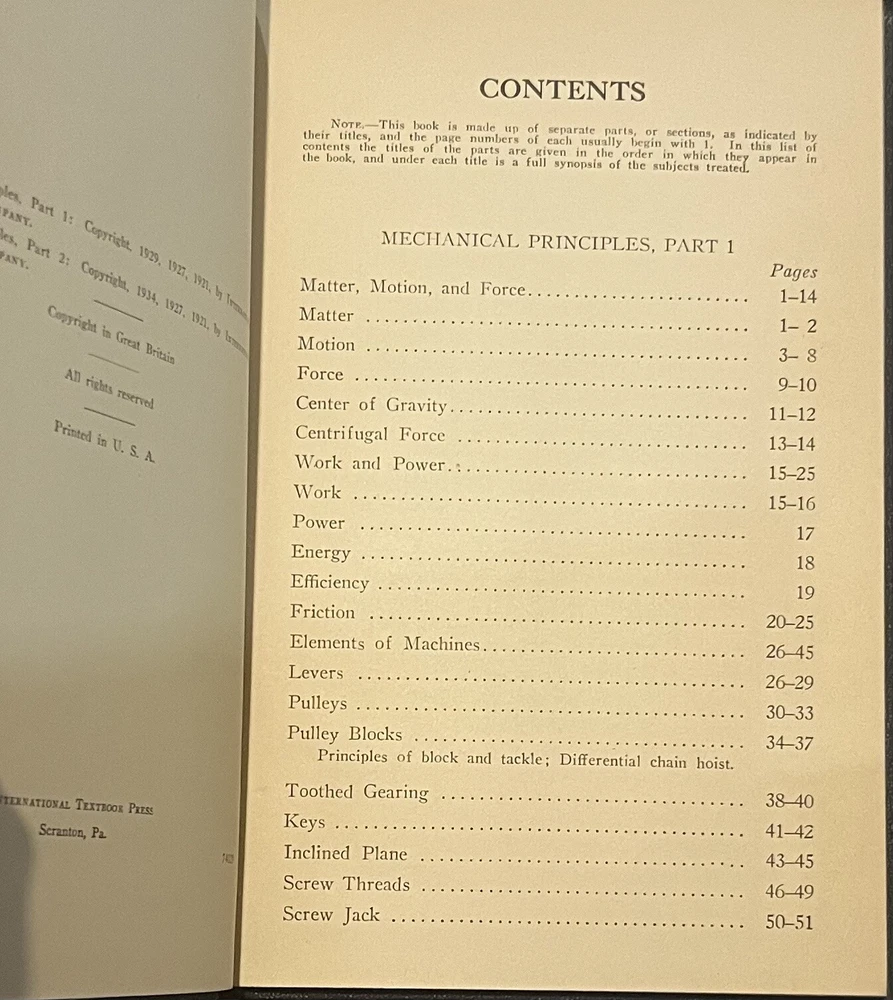 ples, Part 1: Copyright, 1929, 1927, 1921, by
PANY.
les, Part 2: Copyright, 1934, 1927, 1921, by
PANY.
Copyright in Great Britain
All rights reserved
Printed in U. S. A.
NTERNATIONAL TEXTBOOK PRESS
Scranton, Pa.
CONTENTS
NOTE.—This book is made up of separate parts, or sections, as indicated by
their titles, and the page numbers of each usually begin with 1. In this list of
contents the titles of the parts are given in the order in which they appear in
the book, and under each title is a full synopsis of the subjects treated.
MECHANICAL PRINCIPLES, PART 1
Pages
Matter, Motion, and Force 1–14
Matter 1– 2
Motion 3– 8
Force 9–10
Center of Gravity 11–12
Centrifugal Force 13–14
Work and Power 15–25
Work 15–16
Power 17
Energy 18
Efficiency 19
Friction 20–25
Elements of Machines 26–45
Levers 26–29
Pulleys 30–33
Pulley Blocks 34–37
Principles of block and tackle; Differential chain hoist.
Toothed Gearing 38–40
Keys 41–42
Inclined Plane 43–45
Screw Threads 46–49
Screw Jack 50–51